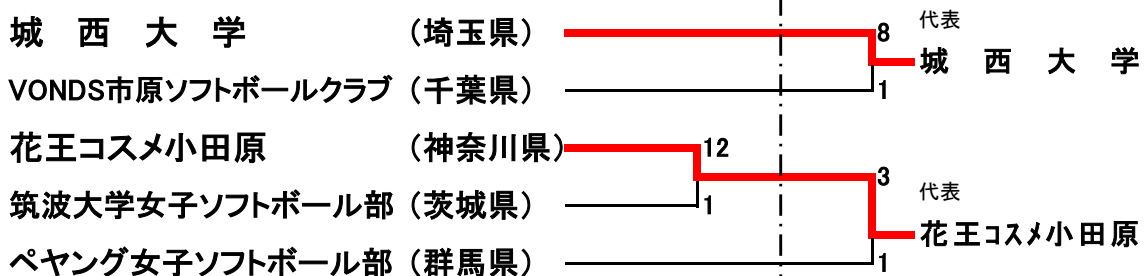 城 西 大 学 (埼玉県) 8
代表
城 西 大 学
VONDS市原ソフトボールクラブ (千葉県) 1
花王コスメ小田原 (神奈川県) 12
3
代表
筑波大学女子ソフトボール部 (茨城県) 1
花王コスメ小田原
ペヤング女子ソフトボール部 (群馬県) 1